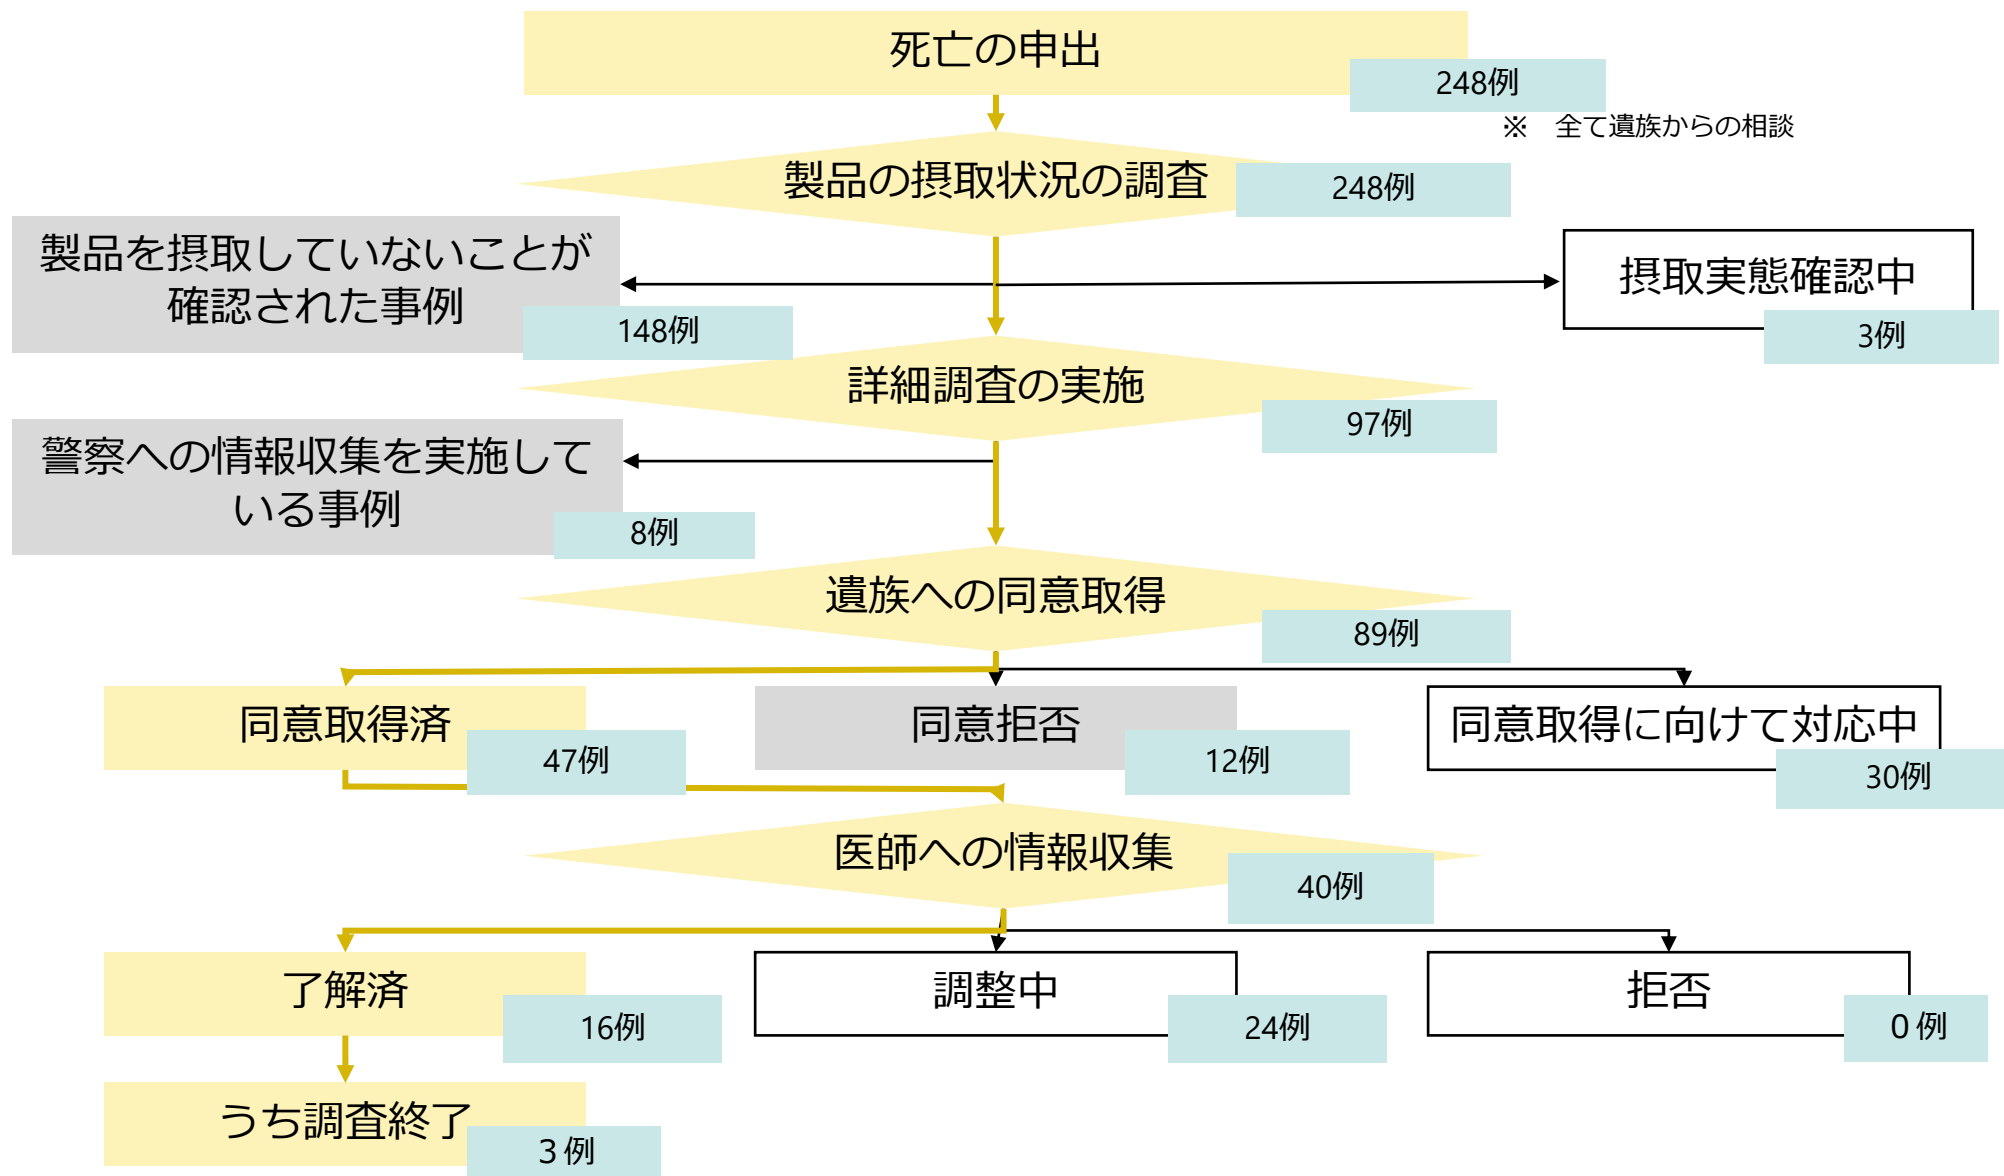 死亡の申出
248例
※　全て遺族からの相談
製品の摂取状況の調査
248例
製品を摂取していないことが
確認された事例
148例
摂取実態確認中
3例
詳細調査の実施
97例
警察への情報収集を実施して
いる事例
8例
遺族への同意取得
89例
同意取得済
47例
同意拒否
12例
同意取得に向けて対応中
30例
医師への情報収集
40例
了解済
16例
調整中
24例
拒否
０例
うち調査終了
３例